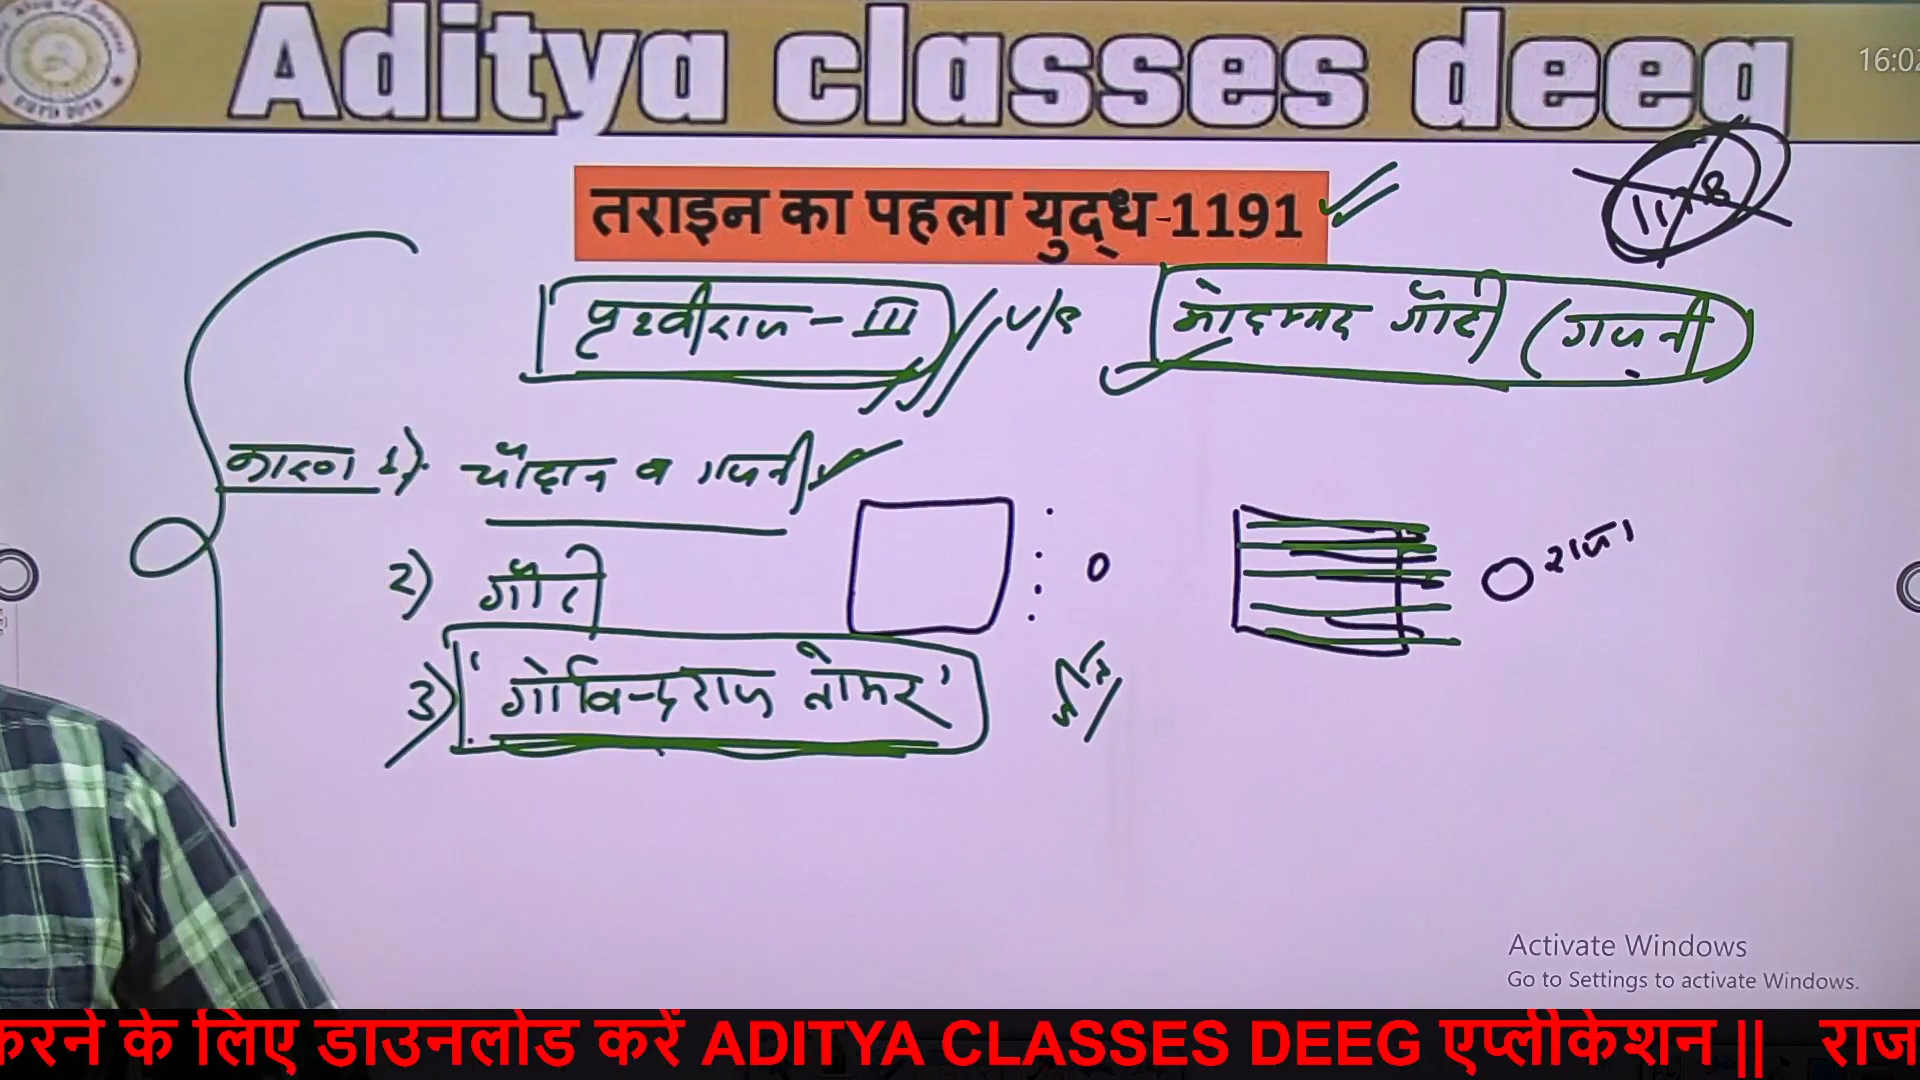 Aditya classes deeg
16:02
तराइन का पहला युद्ध-1191
पृथ्वीराज - III v/s मोहम्मद गौरी (गजनी)
कारण 1) चौहान व गजनी
2) गौरी
राजा
3) 'गोविन्दराज तोमर'
Activate Windows
Go to Settings to activate Windows.
करने के लिए डाउनलोड करें ADITYA CLASSES DEEG एप्लीकेशन || राज